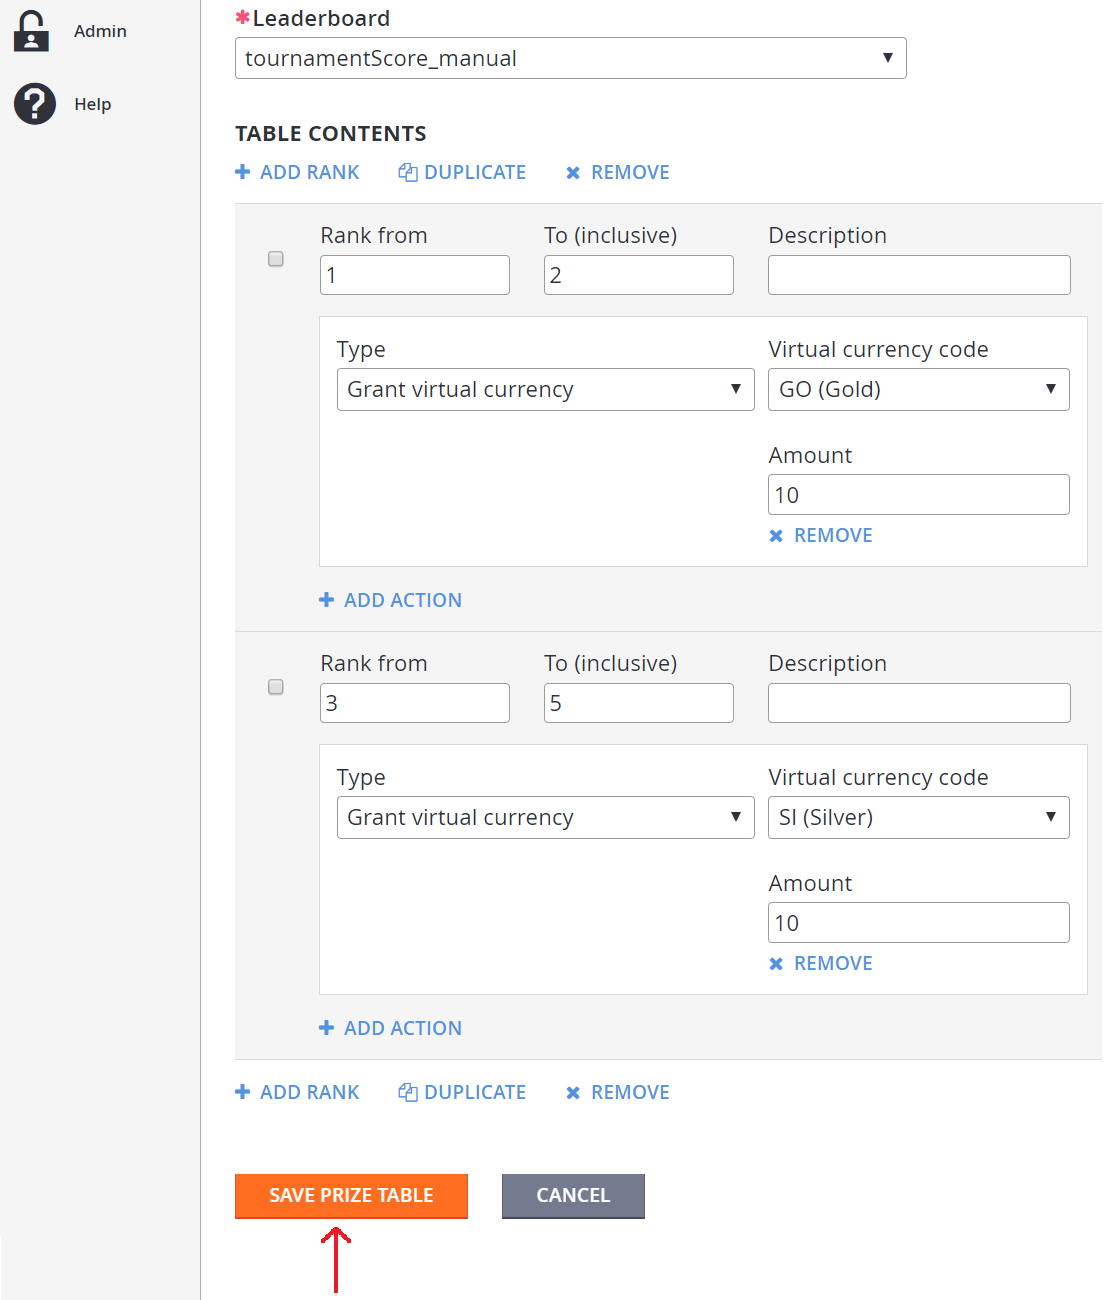 Admin
Help
*Leaderboard
tournamentScore_manual
TABLE CONTENTS
ADD RANK DUPLICATE REMOVE
Rank from To (inclusive) Description
1 2
Type Virtual currency code
Grant virtual currency GO (Gold)
Amount
10
REMOVE
ADD ACTION
Rank from To (inclusive) Description
3 5
Type Virtual currency code
Grant virtual currency SI (Silver)
Amount
10
REMOVE
ADD ACTION
ADD RANK DUPLICATE REMOVE
SAVE PRIZE TABLE CANCEL